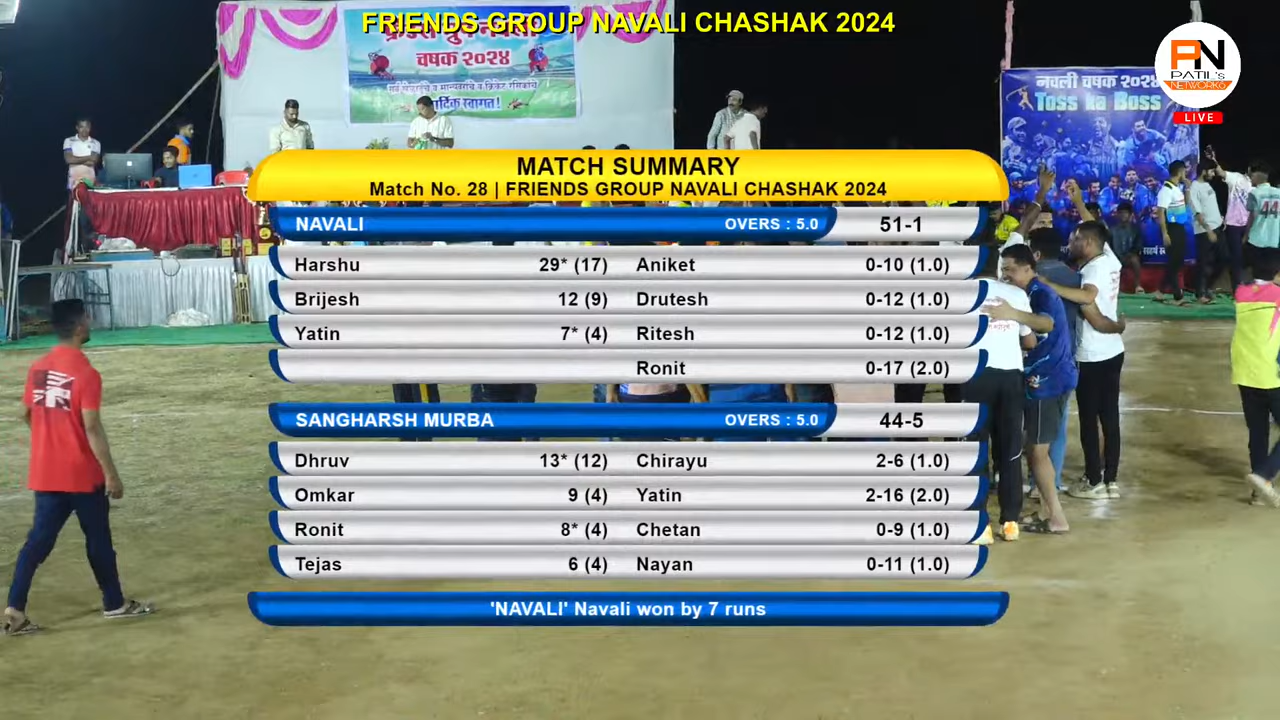 FRIENDS GROUP NAVALI CHASHAK 2024
चषक २०२४
हार्दिक स्वागत!
नवली चषक २०२४
Toss ka Boss
PN
PATIL's
NETWORKS
LIVE
MATCH SUMMARY
Match No. 28 | FRIENDS GROUP NAVALI CHASHAK 2024
NAVALI OVERS : 5.0 51-1
Harshu 29* (17) Aniket 0-10 (1.0)
Brijesh 12 (9) Drutesh 0-12 (1.0)
Yatin 7* (4) Ritesh 0-12 (1.0)
Ronit 0-17 (2.0)
SANGHARSH MURBA OVERS : 5.0 44-5
Dhruv 13* (12) Chirayu 2-6 (1.0)
Omkar 9 (4) Yatin 2-16 (2.0)
Ronit 8* (4) Chetan 0-9 (1.0)
Tejas 6 (4) Nayan 0-11 (1.0)
'NAVALI' Navali won by 7 runs
44